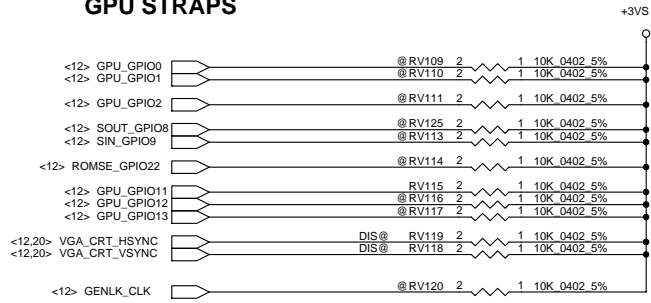 GPU STRAPS
+3VS
<12> GPU_GPIO0 @ RV109 2 1 10K_0402_5%
<12> GPU_GPIO1 @ RV110 2 1 10K_0402_5%
<12> GPU_GPIO2 @ RV111 2 1 10K_0402_5%
<12> SOUT_GPIO8 @ RV125 2 1 10K_0402_5%
<12> SIN_GPIO9 @ RV113 2 1 10K_0402_5%
<12> ROMSE_GPIO22 @ RV114 2 1 10K_0402_5%
<12> GPU_GPIO11 RV115 2 1 10K_0402_5%
<12> GPU_GPIO12 @ RV116 2 1 10K_0402_5%
<12> GPU_GPIO13 @ RV117 2 1 10K_0402_5%
<12,20> VGA_CRT_HSYNC DIS@ RV119 2 1 10K_0402_5%
<12,20> VGA_CRT_VSYNC DIS@ RV118 2 1 10K_0402_5%
<12> GENLK_CLK @ RV120 2 1 10K_0402_5%